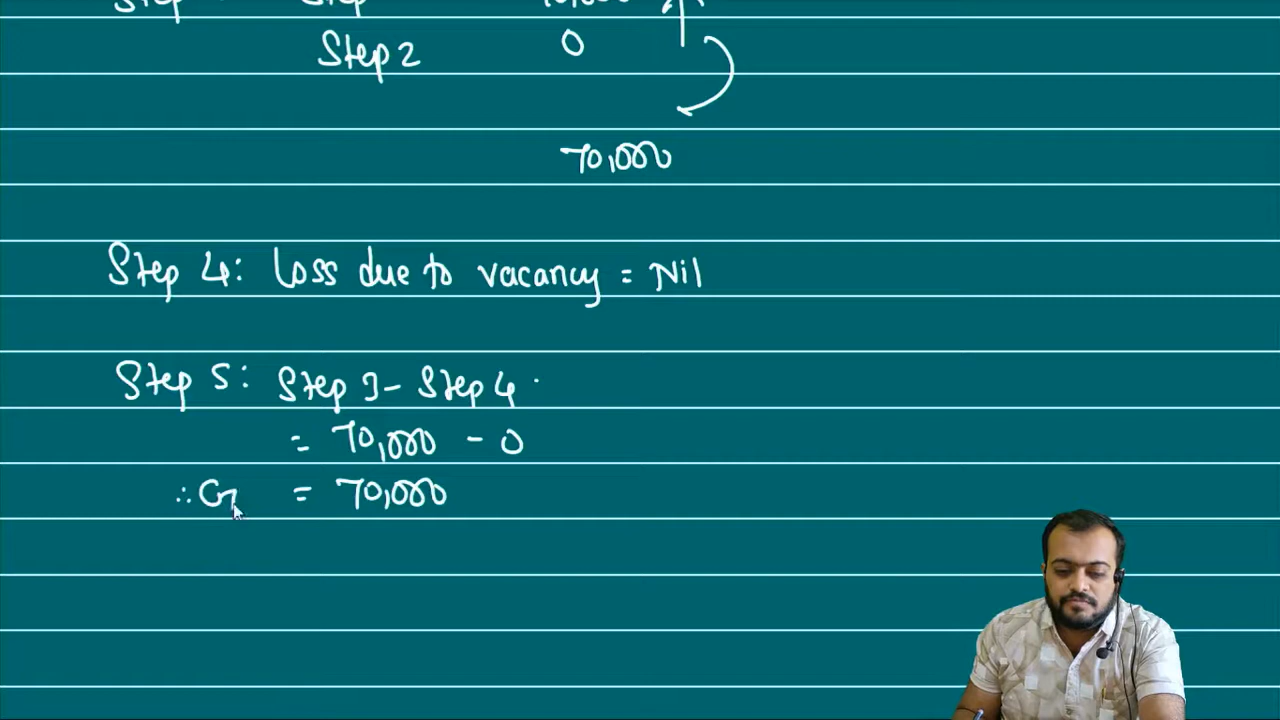 Step 2 0
70,000
Step 4: Loss due to vacancy = Nil
Step 5: Step 3 - Step 4
= 70,000 - 0
∴ G = 70,000